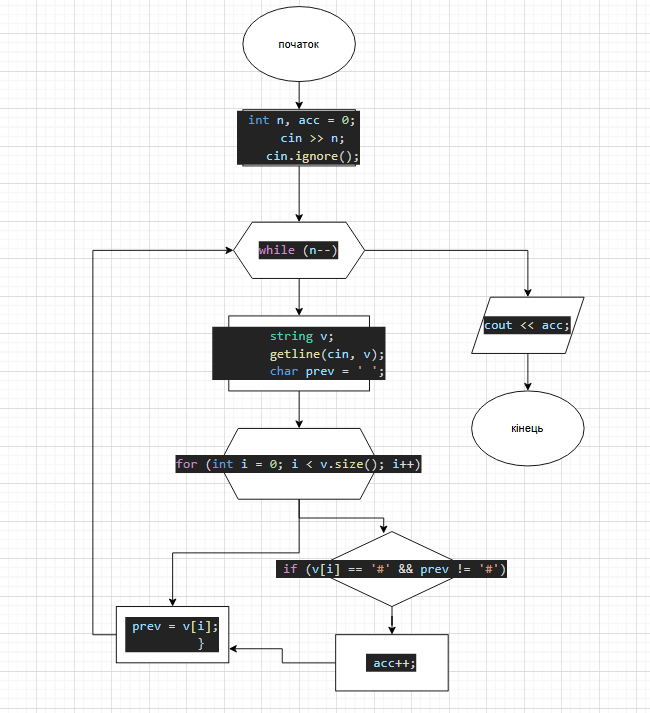 початок
int n, acc = 0;
cin >> n;
cin.ignore();
while (n--)
string v;
getline(cin, v);
char prev = ' ';
cout << acc;
кінець
for (int i = 0; i < v.size(); i++)
if (v[i] == '#' && prev != '#')
prev = v[i];
}
acc++;